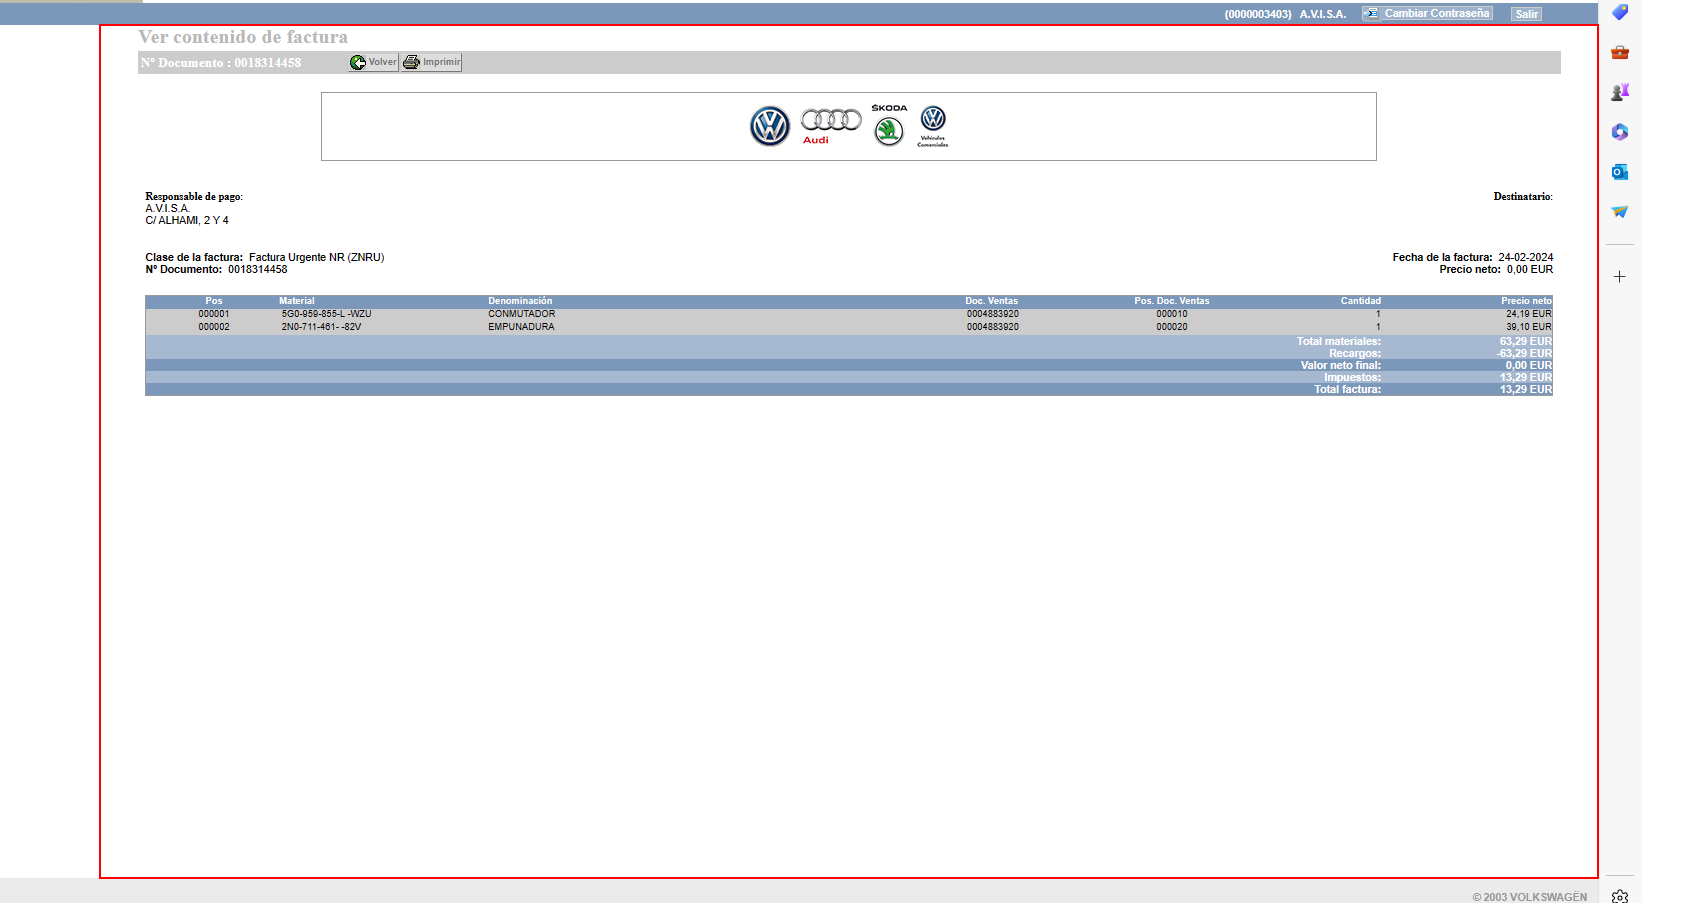 (0000003403) A.V.I.S.A. Cambiar Contraseña Salir
Ver contenido de factura
Nº Documento : 0018314458 Volver Imprimir
Audi
ŠKODA
Vehículos
Comerciales
Responsable de pago: Destinatario:
A.V.I.S.A.
C/ ALHAMI, 2 Y 4
Clase de la factura: Factura Urgente NR (ZNRU) Fecha de la factura: 24-02-2024
Nº Documento: 0018314458 Precio neto: 0,00 EUR
Pos Material Denominación Doc. Ventas Pos. Doc. Ventas Cantidad Precio neto
000001 5G0-959-855-L -WZU CONMUTADOR 0004883920 000010 1 24,19 EUR
000002 2N0-711-461- -82V EMPUNADURA 0004883920 000020 1 39,10 EUR
Total materiales: 63,29 EUR
Recargos: -63,29 EUR
Valor neto final: 0,00 EUR
Impuestos: 13,29 EUR
Total factura: 13,29 EUR
© 2003 VOLKSWAGËN